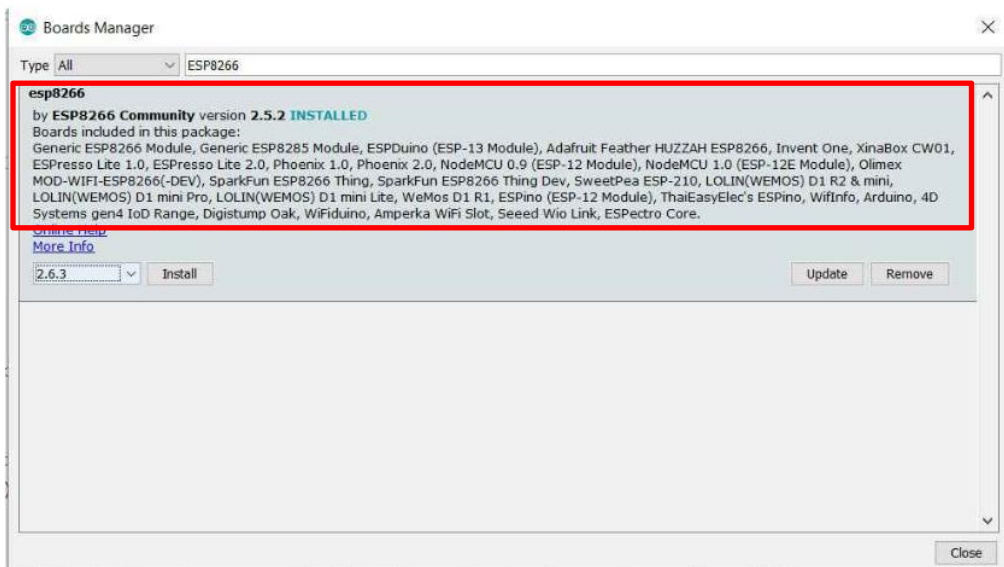 Boards Manager
Type All ESP8266
esp8266
by ESP8266 Community version 2.5.2 INSTALLED
Boards included in this package:
Generic ESP8266 Module, Generic ESP8285 Module, ESPDuino (ESP-13 Module), Adafruit Feather HUZZAH ESP8266, Invent One, XinaBox CW01,
ESPresso Lite 1.0, ESPresso Lite 2.0, Phoenix 1.0, Phoenix 2.0, NodeMCU 0.9 (ESP-12 Module), NodeMCU 1.0 (ESP-12E Module), Olimex
MOD-WIFI-ESP8266(-DEV), SparkFun ESP8266 Thing, SparkFun ESP8266 Thing Dev, SweetPea ESP-210, LOLIN(WEMOS) D1 R2 & mini,
LOLIN(WEMOS) D1 mini Pro, LOLIN(WEMOS) D1 mini Lite, WeMos D1 R1, ESPino (ESP-12 Module), ThaiEasyElec's ESPino, WifInfo, Arduino, 4D
Systems gen4 IoD Range, Digistump Oak, WiFiduino, Amperka WiFi Slot, Seeed Wio Link, ESPectro Core.
Online Help
More Info
2.6.3 Install Update Remove
Close